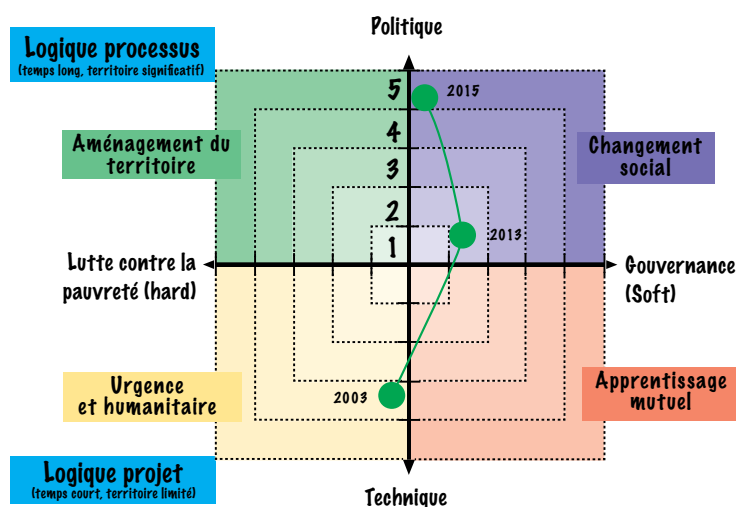 Politique
Logique processus
(temps long, territoire significatif)
5
2015
4
Aménagement du
territoire
Changement
social
3
2
2013
1
Lutte contre la
pauvreté (hard)
Gouvernance
(Soft)
Urgence
et humanitaire
2003
Apprentissage
mutuel
Logique projet
(temps court, territoire limité)
Technique